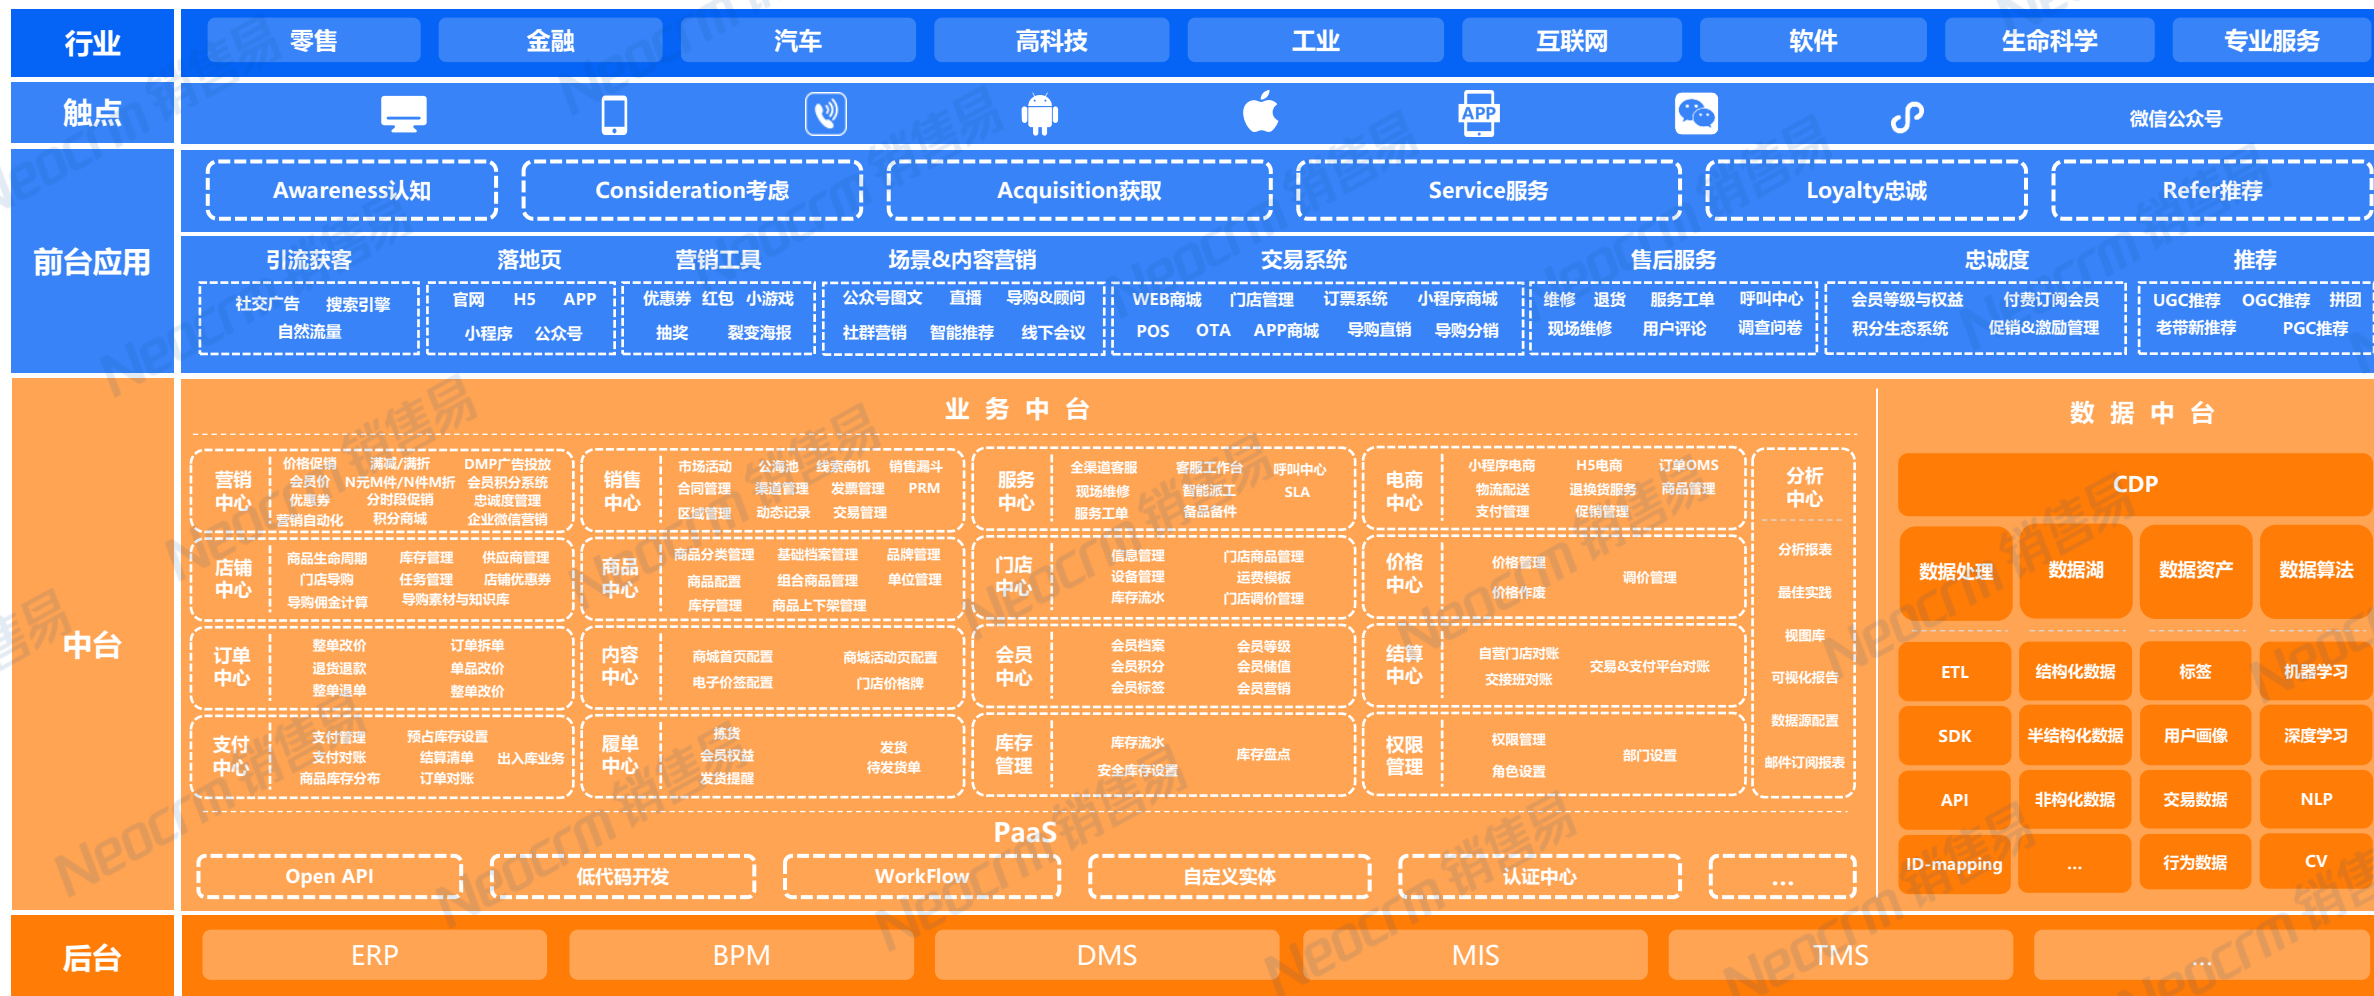 行业
零售 金融 汽车 高科技 工业 互联网 软件 生命科学 专业服务
触点
APP 微信公众号
前台应用
Awareness认知 Consideration考虑 Acquisition获取 Service服务 Loyalty忠诚 Refer推荐
引流获客 落地页 营销工具 场景&内容营销 交易系统 售后服务 忠诚度 推荐
社交广告 搜索引擎
自然流量
官网 H5 APP
小程序 公众号
优惠券 红包 小游戏
抽奖 裂变海报
公众号图文 直播 导购&顾问
社群营销 智能推荐 线下会议
WEB商城 门店管理 订票系统 小程序商城
POS OTA APP商城 导购直销 导购分销
维修 退货 服务工单 呼叫中心
现场维修 用户评论 调查问卷
会员等级与权益 付费订阅会员
积分生态系统 促销&激励管理
UGC推荐 OGC推荐 拼团
老带新推荐 PGC推荐
中台
业务中台
营销
中心
价格促销 满减/满折 DMP广告投放
会员价 N元M件/N件M折 会员积分系统
优惠券 分时段促销 忠诚度管理
营销自动化 积分商城 企业微信营销
销售
中心
市场活动 公海池 线索商机 销售漏斗
合同管理 渠道管理 发票管理 PRM
区域管理 动态记录 交易管理
服务
中心
全渠道客服 客服工作台 呼叫中心
现场维修 智能派工 SLA
服务工单 备品备件
电商
中心
小程序电商 H5电商 订单OMS
物流配送 退换货服务 商品管理
支付管理 促销管理
分析
中心
分析报表
最佳实践
视图库
可视化报告
数据源配置
邮件订阅报表
店铺
中心
商品生命周期 库存管理 供应商管理
门店导购 任务管理 店铺优惠券
导购佣金计算 导购素材与知识库
商品
中心
商品分类管理 基础档案管理 品牌管理
商品配置 组合商品管理 单位管理
库存管理 商品上下架管理
门店
中心
信息管理 门店商品管理
设备管理 运费模板
库存流水 门店调价管理
价格
中心
价格管理 调价管理
价格作废
订单
中心
整单改价 订单拆单
退货退款 单品改价
整单退单 整单改价
内容
中心
商城首页配置 商城活动页配置
电子价签配置 门店价格牌
会员
中心
会员档案 会员等级
会员积分 会员储值
会员标签 会员营销
结算
中心
自营门店对账 交易&支付平台对账
交接班对账
支付
中心
支付管理 预占库存设置
支付对账 结算清单 出入库业务
商品库存分布 订单对账
履单
中心
拣货 发货
会员权益 待发货单
发货提醒
库存
管理
库存流水 库存盘点
安全库存设置
权限
管理
权限管理 部门设置
角色设置
PaaS
Open API 低代码开发 WorkFlow 自定义实体 认证中心 ...
数据中台
CDP
数据处理 数据湖 数据资产 数据算法
ETL 结构化数据 标签 机器学习
SDK 半结构化数据 用户画像 深度学习
API 非构化数据 交易数据 NLP
ID-mapping ... 行为数据 CV
后台
ERP BPM DMS MIS TMS ...
Neocrm 销售易